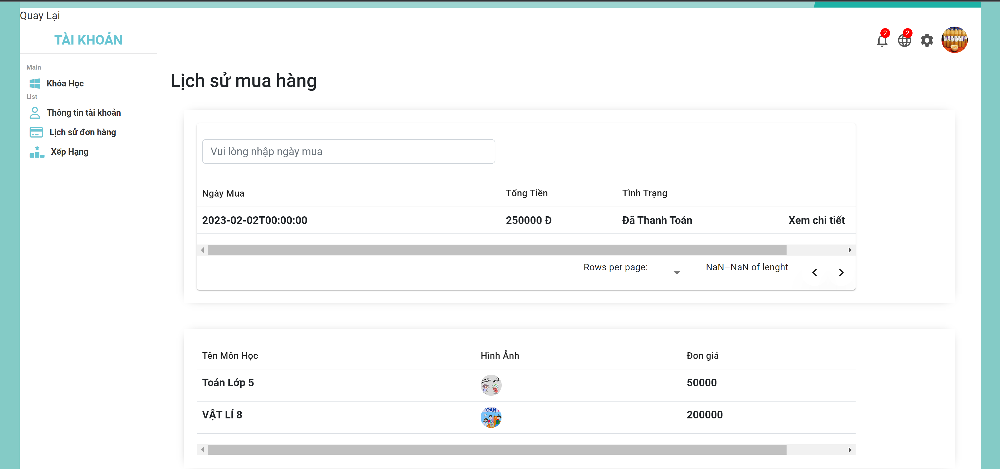 Quay Lại
TÀI KHOẢN
2
2
Main
Khóa Học
List
Thông tin tài khoản
Lịch sử đơn hàng
Xếp Hạng
Lịch sử mua hàng
Vui lòng nhập ngày mua
Ngày Mua Tổng Tiền Tình Trạng
2023-02-02T00:00:00 250000 Đ Đã Thanh Toán Xem chi tiết
Rows per page: NaN–NaN of lenght
Tên Môn Học Hình Ảnh Đơn giá
Toán Lớp 5 50000
TOÁN
VẬT LÍ 8 200000